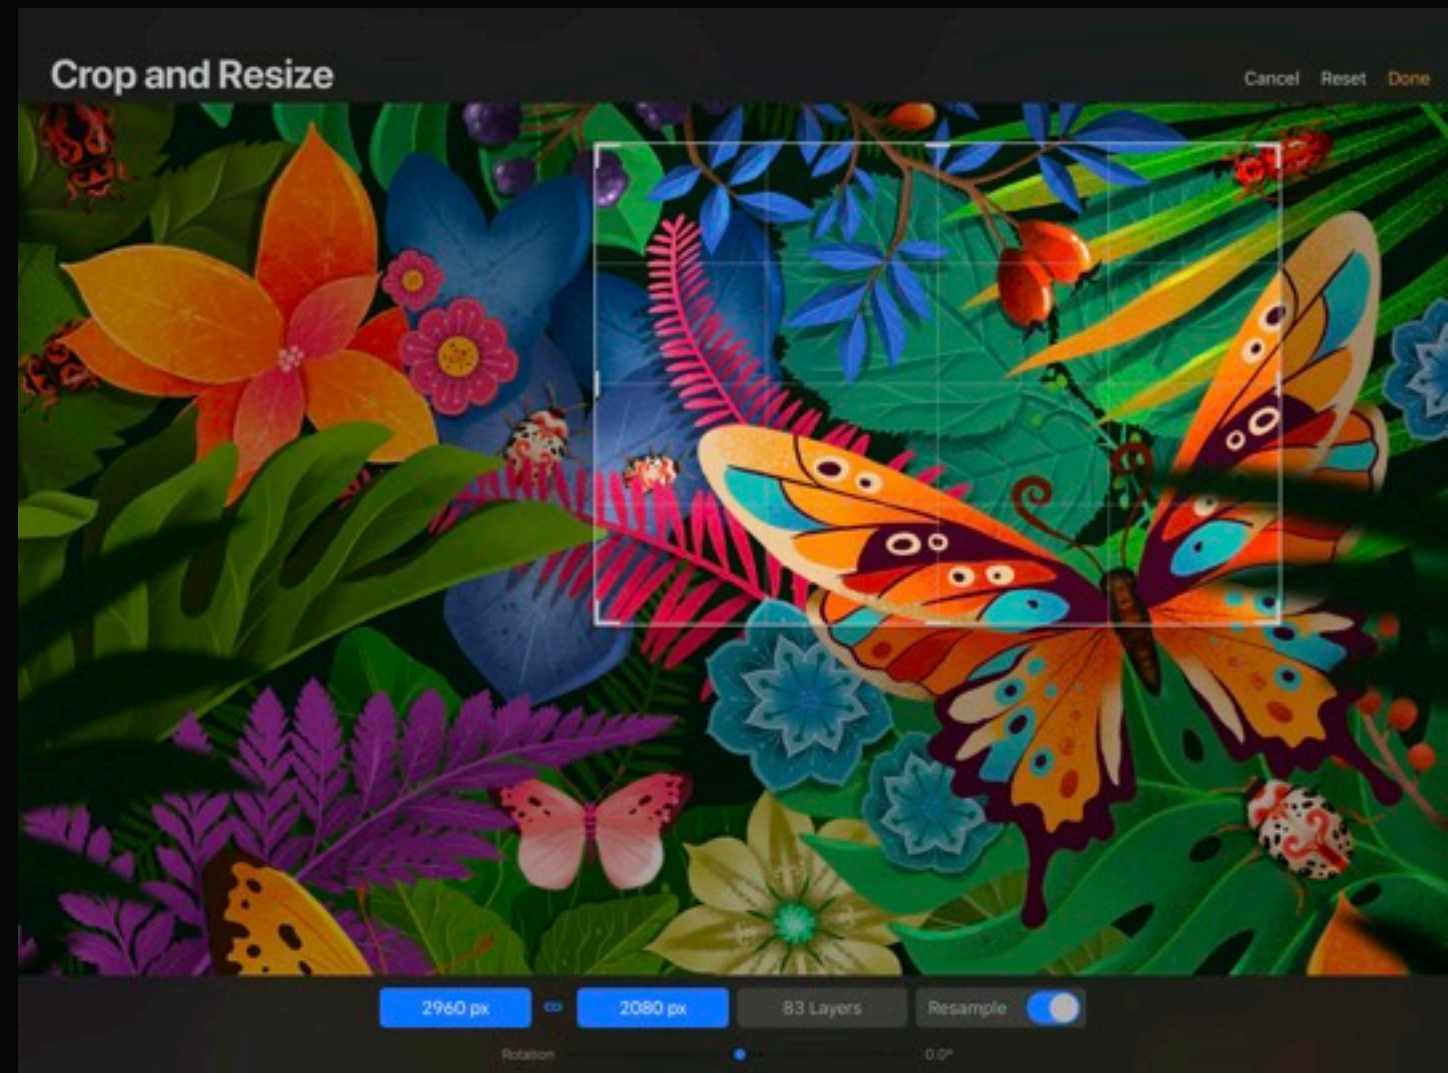 Crop and Resize
Cancel Reset Done
2960 px 2080 px 83 Layers Resample
Rotation 0.0°